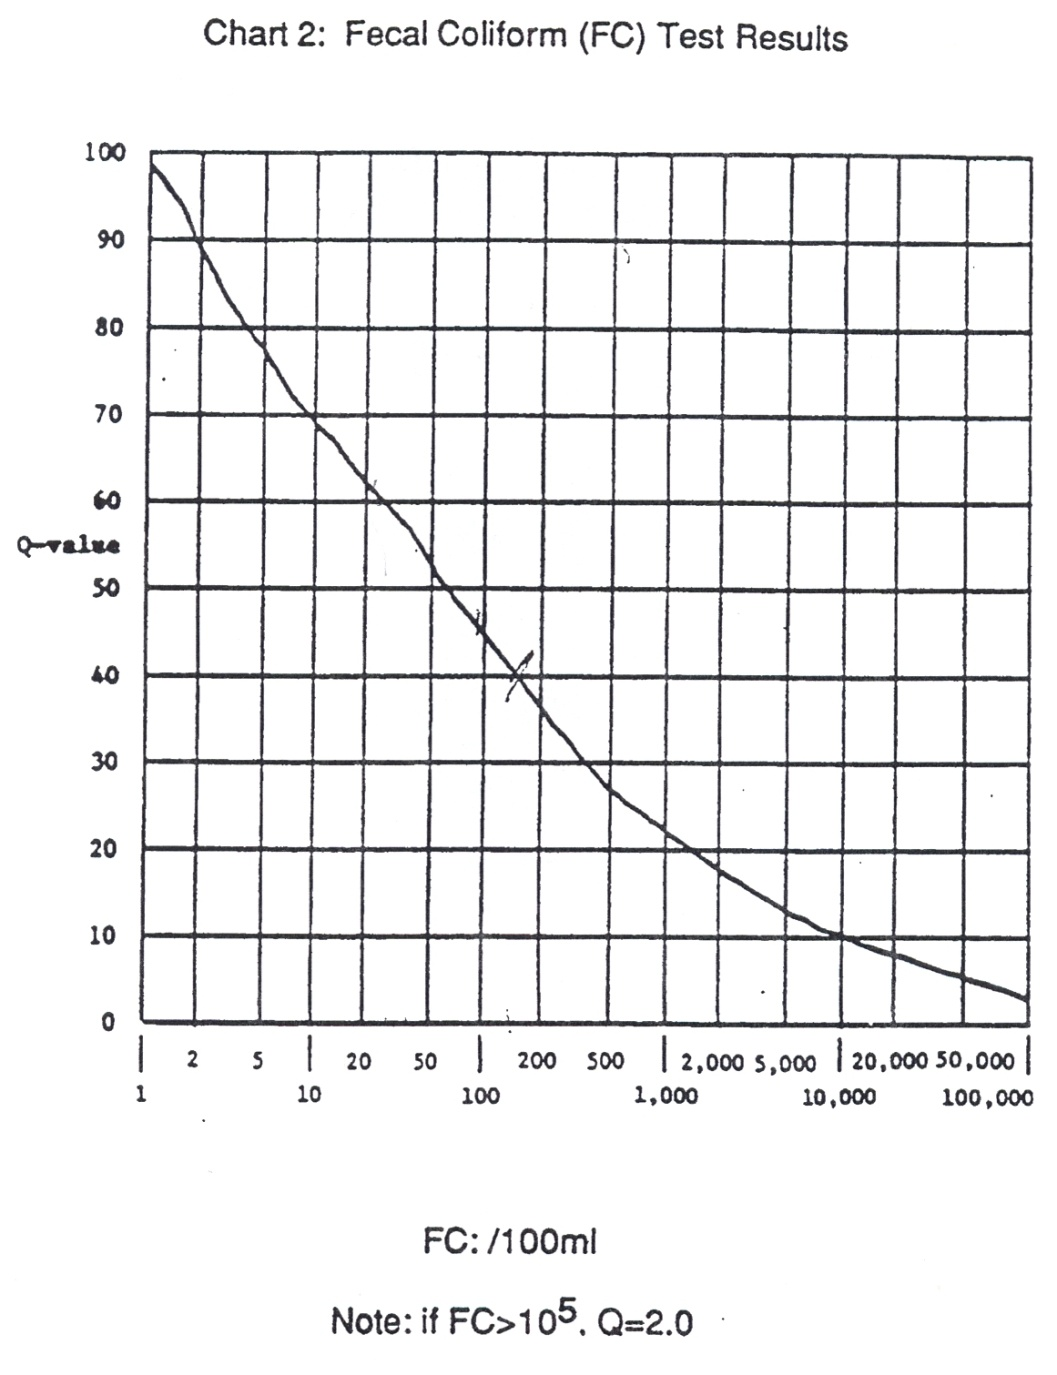 Chart 2: Fecal Coliform (FC) Test Results
100
90
80
70
60
Q-value
50
40
30
20
10
0
| 2 5 | 20 50 | 200 500 | 2,000 5,000 | 20,000 50,000 |
1 10 100 1,000 10,000 100,000
FC: /100ml
Note: if FC>10⁵. Q=2.0